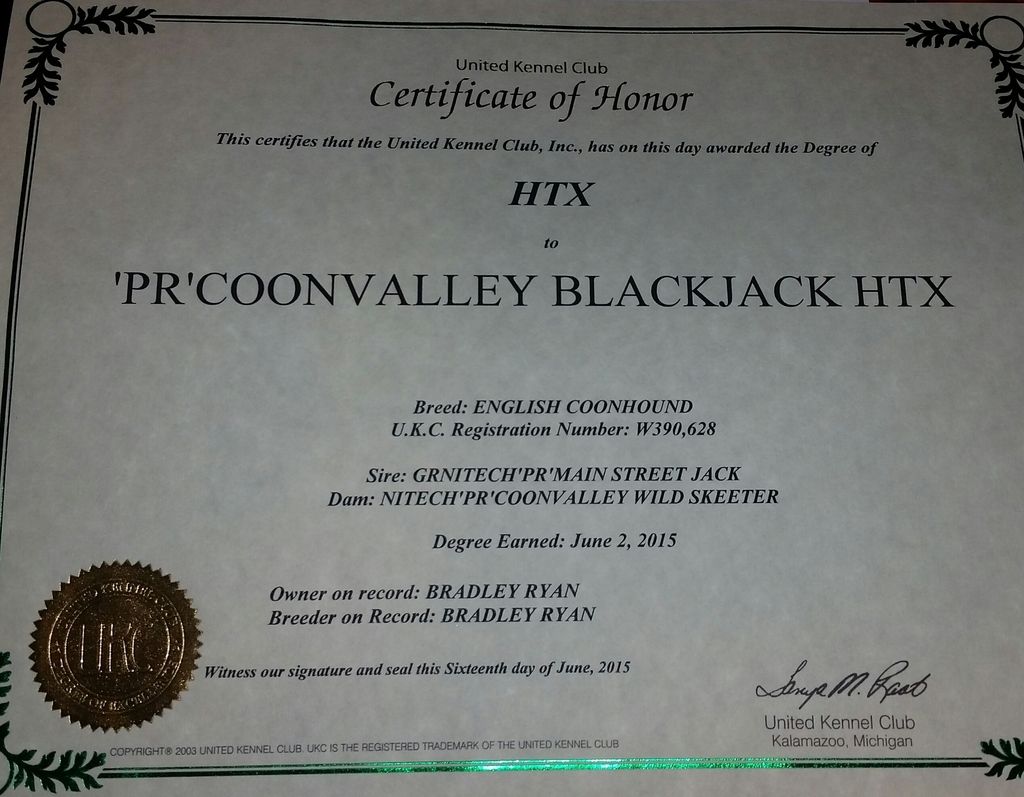 United Kennel Club
Certificate of Honor
This certifies that the United Kennel Club, Inc., has on this day awarded the Degree of
HTX
to
'PR'COONVALLEY BLACKJACK HTX
Breed: ENGLISH COONHOUND
U.K.C. Registration Number: W390,628
Sire: GRNITECH'PR'MAIN STREET JACK
Dam: NITECH'PR'COONVALLEY WILD SKEETER
Degree Earned: June 2, 2015
Owner on record: BRADLEY RYAN
Breeder on Record: BRADLEY RYAN
UKC
Witness our signature and seal this Sixteenth day of June, 2015
United Kennel Club
Kalamazoo, Michigan
COPYRIGHT® 2003 UNITED KENNEL CLUB. UKC IS THE REGISTERED TRADEMARK OF THE UNITED KENNEL CLUB